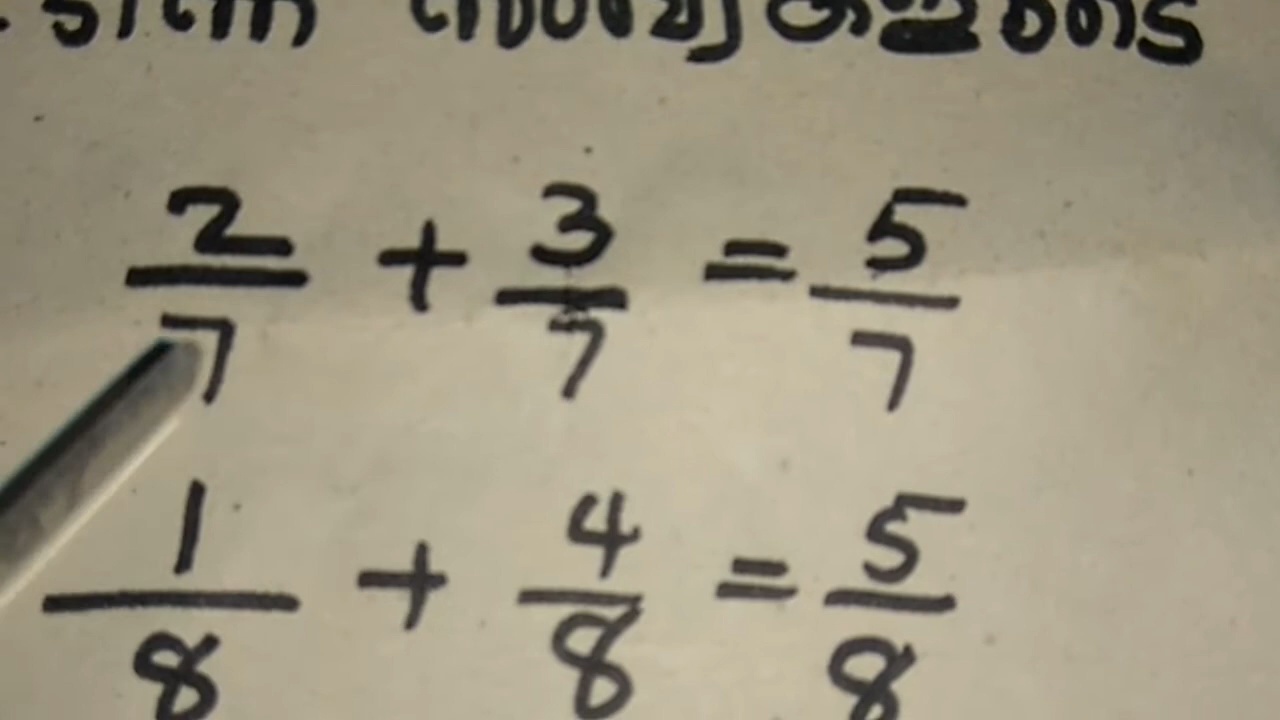 2/7 + 3/7 = 5/7
1/8 + 4/8 = 5/8